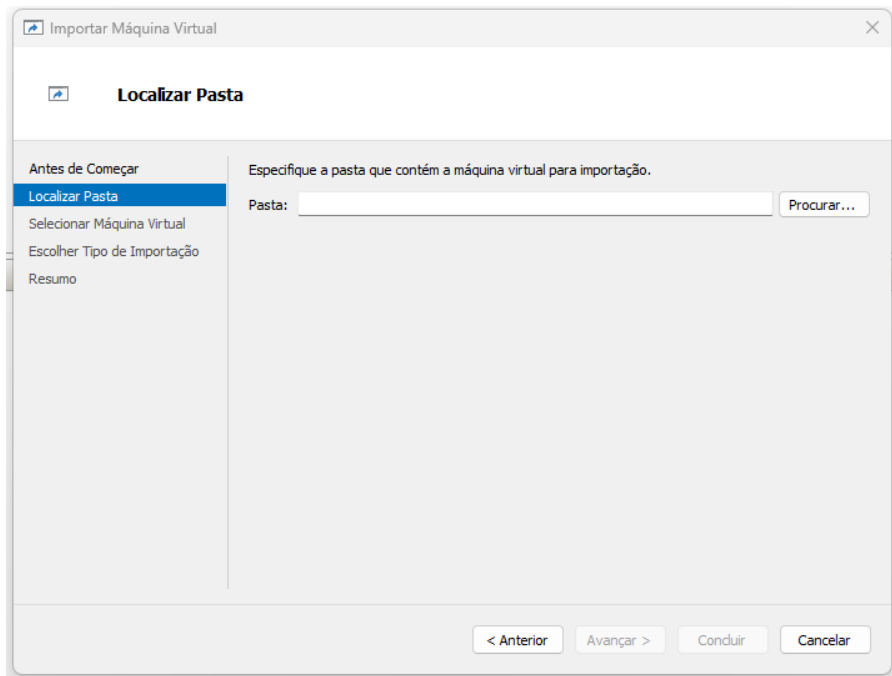 Importar Máquina Virtual
Localizar Pasta
Antes de Começar
Localizar Pasta
Selecionar Máquina Virtual
Escolher Tipo de Importação
Resumo
Especifique a pasta que contém a máquina virtual para importação.
Pasta:
Procurar...
< Anterior
Avançar >
Concluir
Cancelar